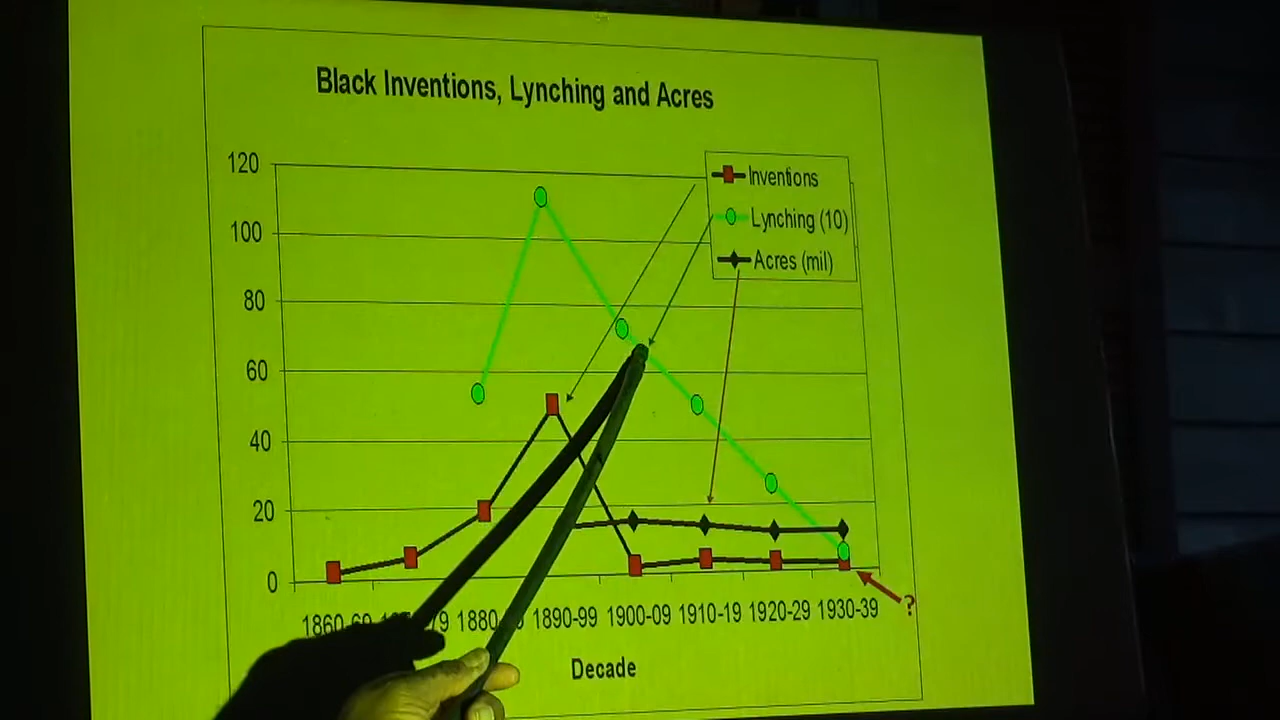 Black Inventions, Lynching and Acres
Inventions
Lynching (10)
Acres (mil)
120
100
80
60
40
20
0
1890-99 1900-09 1910-19 1920-29 1930-39
?
Decade